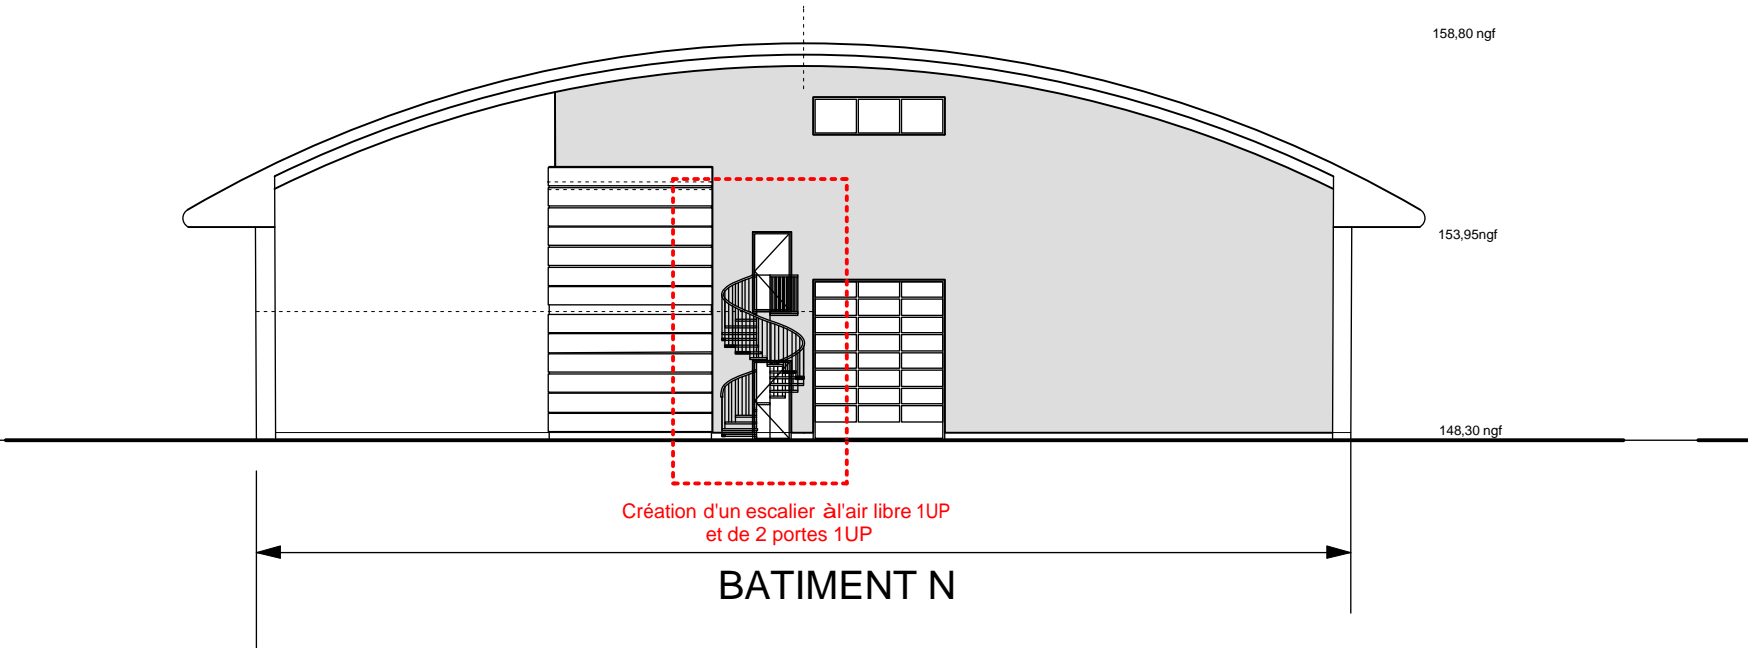 158,80 ngf
153,95ngf
148,30 ngf
Création d'un escalier àl'air libre 1UP
et de 2 portes 1UP
BATIMENT N